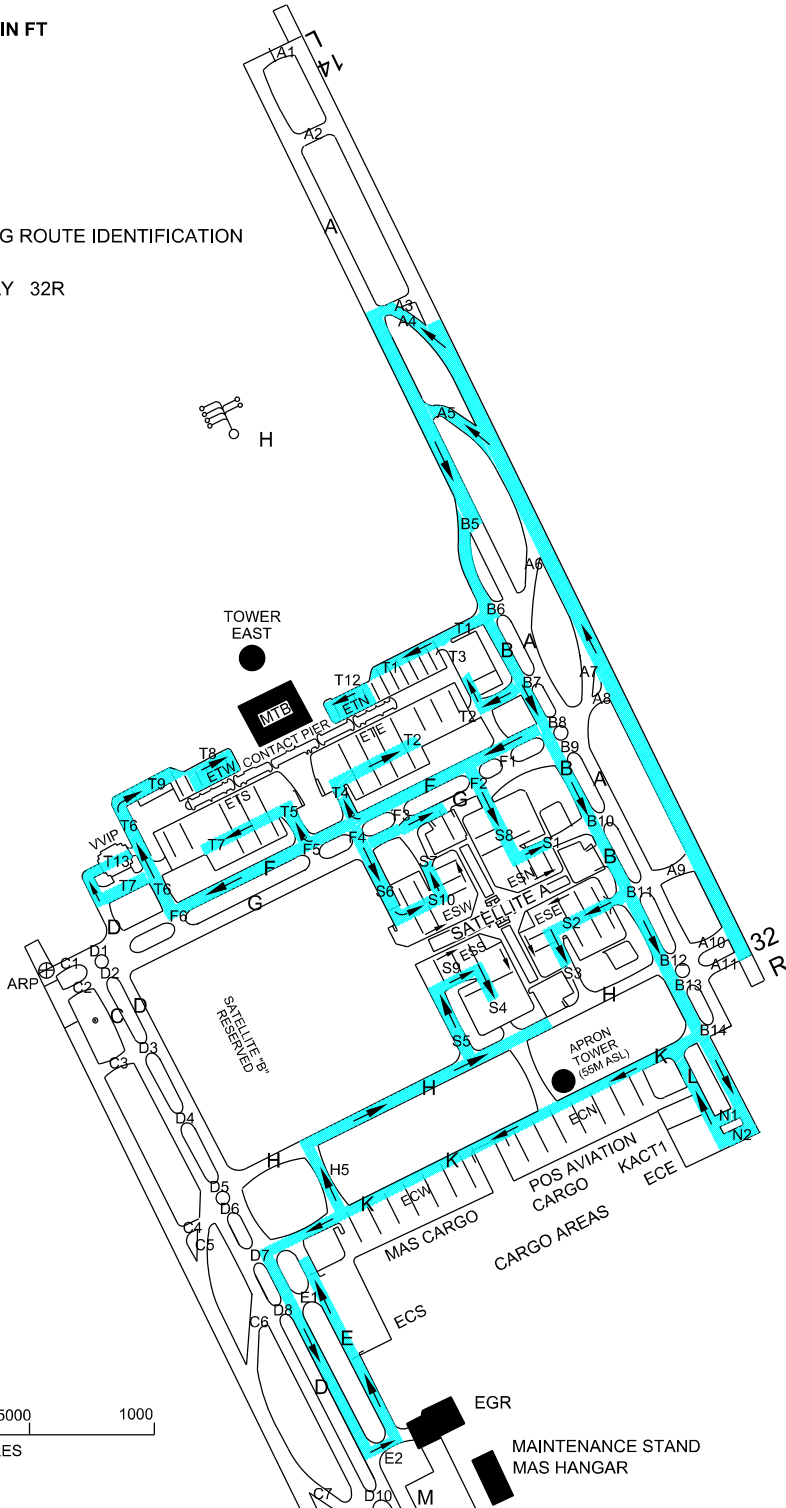 IN FT
L
14
A1
A2
A
G ROUTE IDENTIFICATION
Y 32R
A3
A4
A5
H
B5
A6
B6
TOWER
EAST
T1
A
B
T3
T1
T12
ETN
A7
B7
A8
MTB
T2
B8
CONTACT PIER
ETE
T2
B9
T8
ETW
F1
B
A
T9
ETS
F2
T4
F
G
T6
T5
F3
B10
S8
S1
VVIP
T7
F5
F4
B
T13
S7
ESN
A9
T7
T6
F
S6
S10
B11
G
ESW
SATELLITE A
ESE
F6
S2
D
A10
32
R
D1
ESS
B12
A11
C1
S9
S3
ARP
D2
B13
C2
H
C
D
SATELLITE "B"
RESERVED
S4
B14
D3
S5
APRON
TOWER
(55M ASL)
C3
K
L
H
ECN
D4
N1
N2
H
H5
K
KACT1
ECE
D5
POS AVIATION
CARGO
D6
K
ECW
C4
C5
MAS CARGO
CARGO AREAS
D7
E1
D8
ECS
C6
E
D
5000
1000
EGR
LES
E2
MAINTENANCE STAND
MAS HANGAR
C7
D10
M